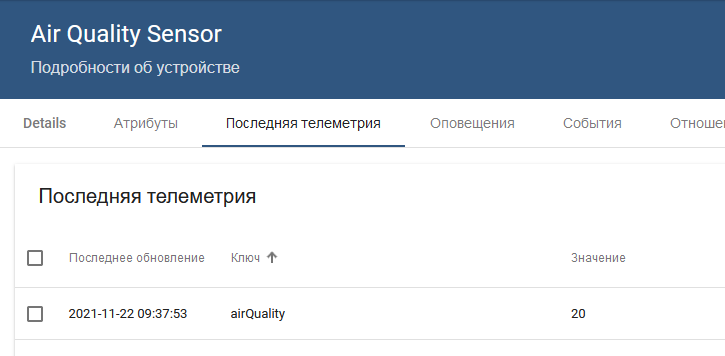 Air Quality Sensor
Подробности об устройстве
Details Атрибуты Последняя телеметрия Оповещения События Отношен
Последняя телеметрия
Последнее обновление Ключ Значение
2021-11-22 09:37:53 airQuality 20